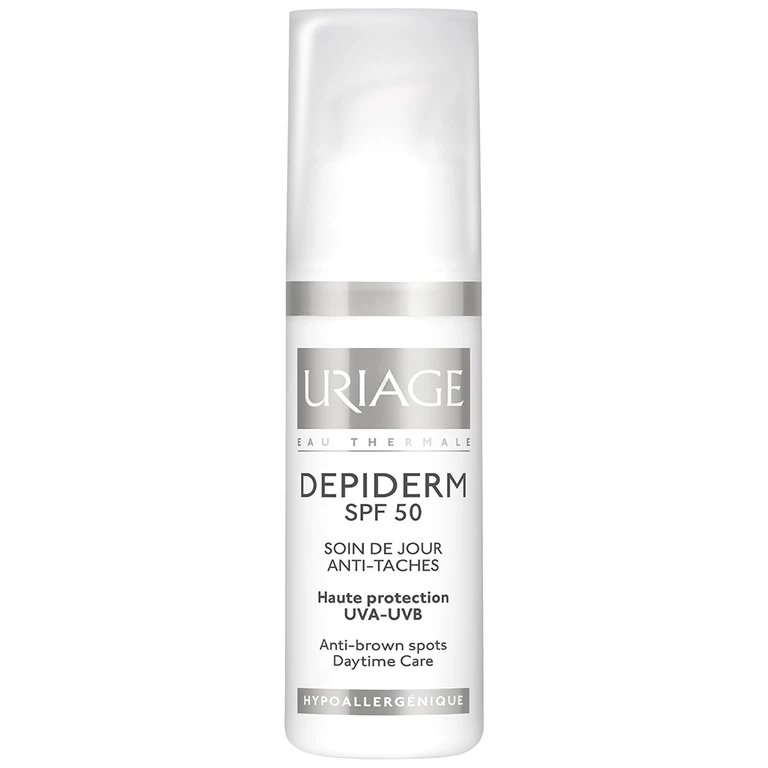 URIAGE
EAU THERMALE
DEPIDERM
SPF 50
SOIN DE JOUR
ANTI-TACHES
Haute protection
UVA-UVB
Anti-brown spots
Daytime Care
HYPOALLERGÉNIQUE